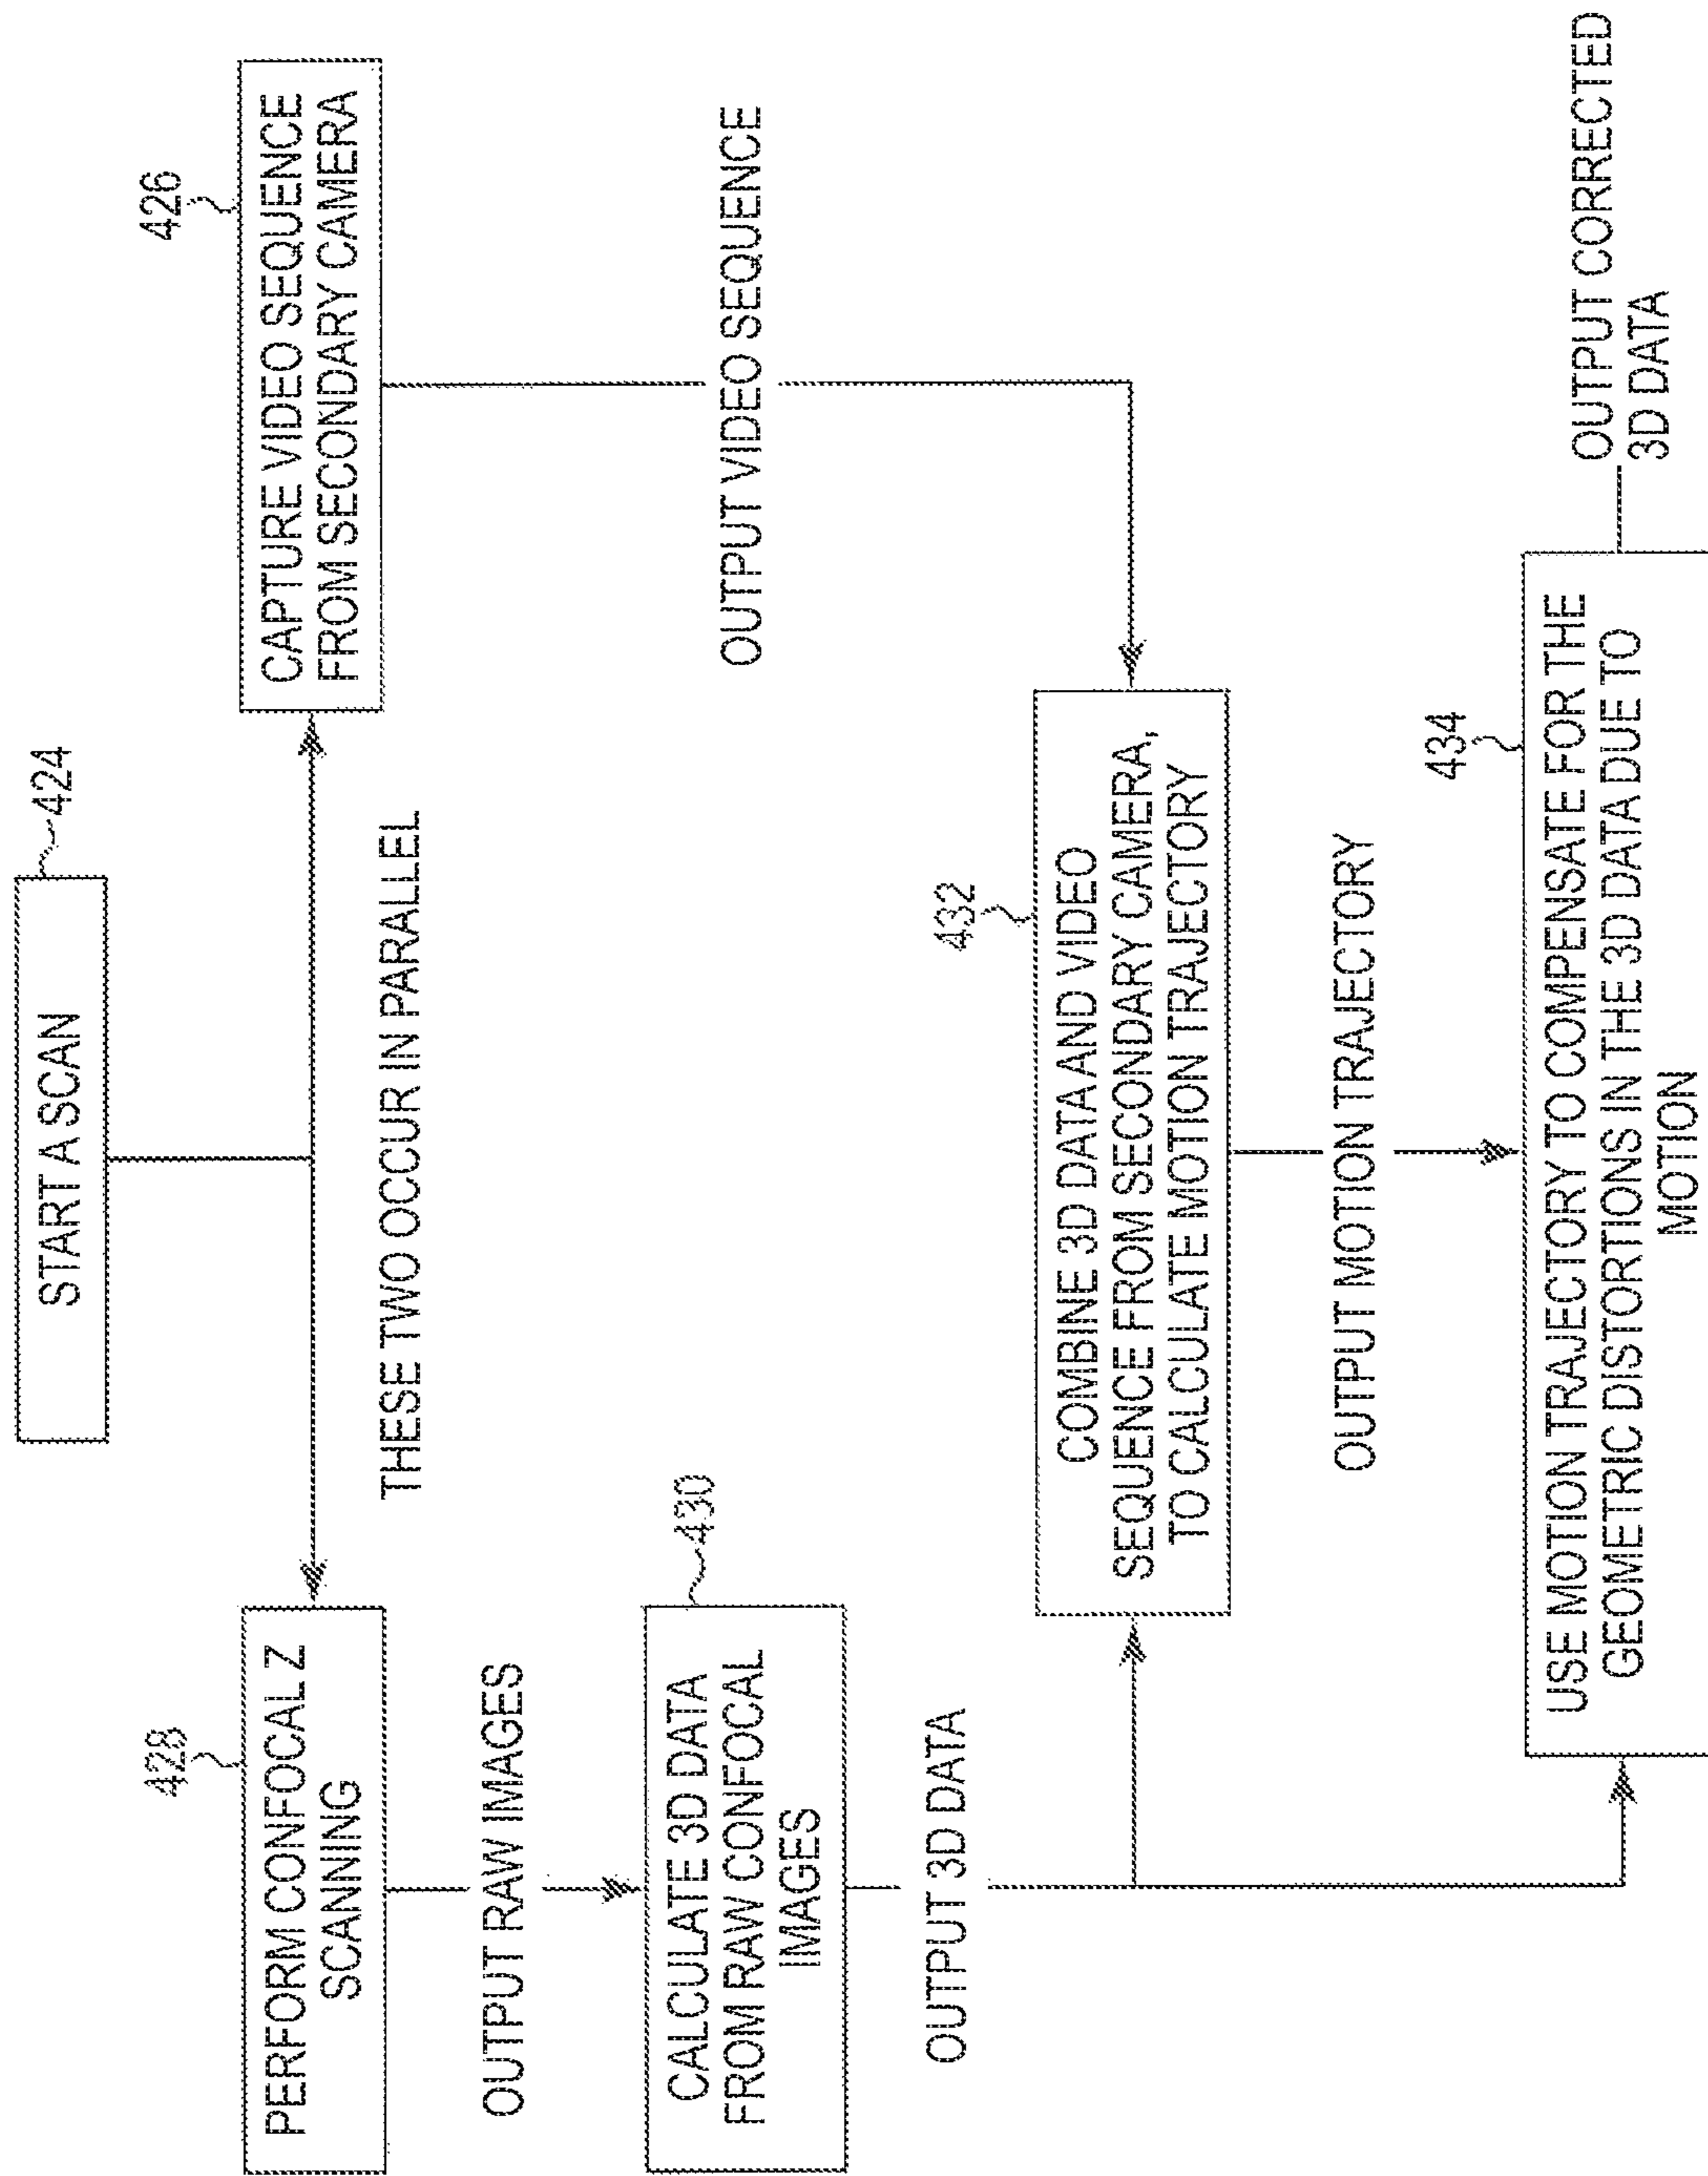 START A SCAN
424
426
CAPTURE VIDEO SEQUENCE
FROM SECONDARY CAMERA
428
PERFORM CONFOCAL Z
SCANNING
THESE TWO OCCUR IN PARALLEL
OUTPUT RAW IMAGES
430
CALCULATE 3D DATA
FROM RAW CONFOCAL
IMAGES
OUTPUT VIDEO SEQUENCE
OUTPUT 3D DATA
432
COMBINE 3D DATA AND VIDEO
SEQUENCE FROM SECONDARY CAMERA,
TO CALCULATE MOTION TRAJECTORY
OUTPUT MOTION TRAJECTORY
434
USE MOTION TRAJECTORY TO COMPENSATE FOR THE
GEOMETRIC DISTORTIONS IN THE 3D DATA DUE TO
MOTION
OUTPUT CORRECTED
3D DATA